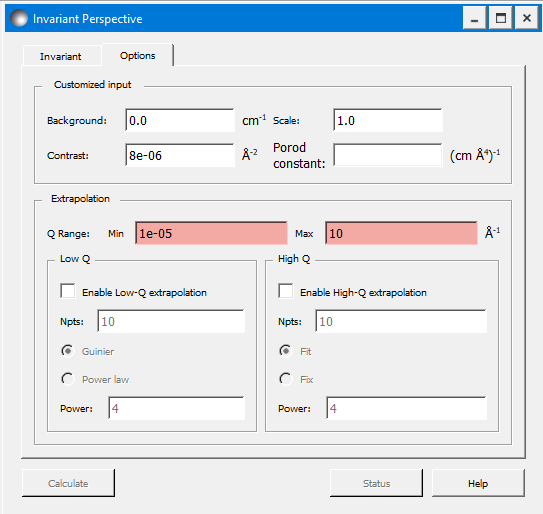 Invariant Perspective
Invariant
Options
Customized input
Background: 0.0 cm-1 Scale: 1.0
Contrast: 8e-06 Å-2 Porod constant: (cm Å4)-1
Extrapolation
Q Range: Min 1e-05 Max 10 Å-1
Low Q
Enable Low-Q extrapolation
Npts: 10
Guinier
Power law
Power: 4
High Q
Enable High-Q extrapolation
Npts: 10
Fit
Fix
Power: 4
Calculate
Status
Help